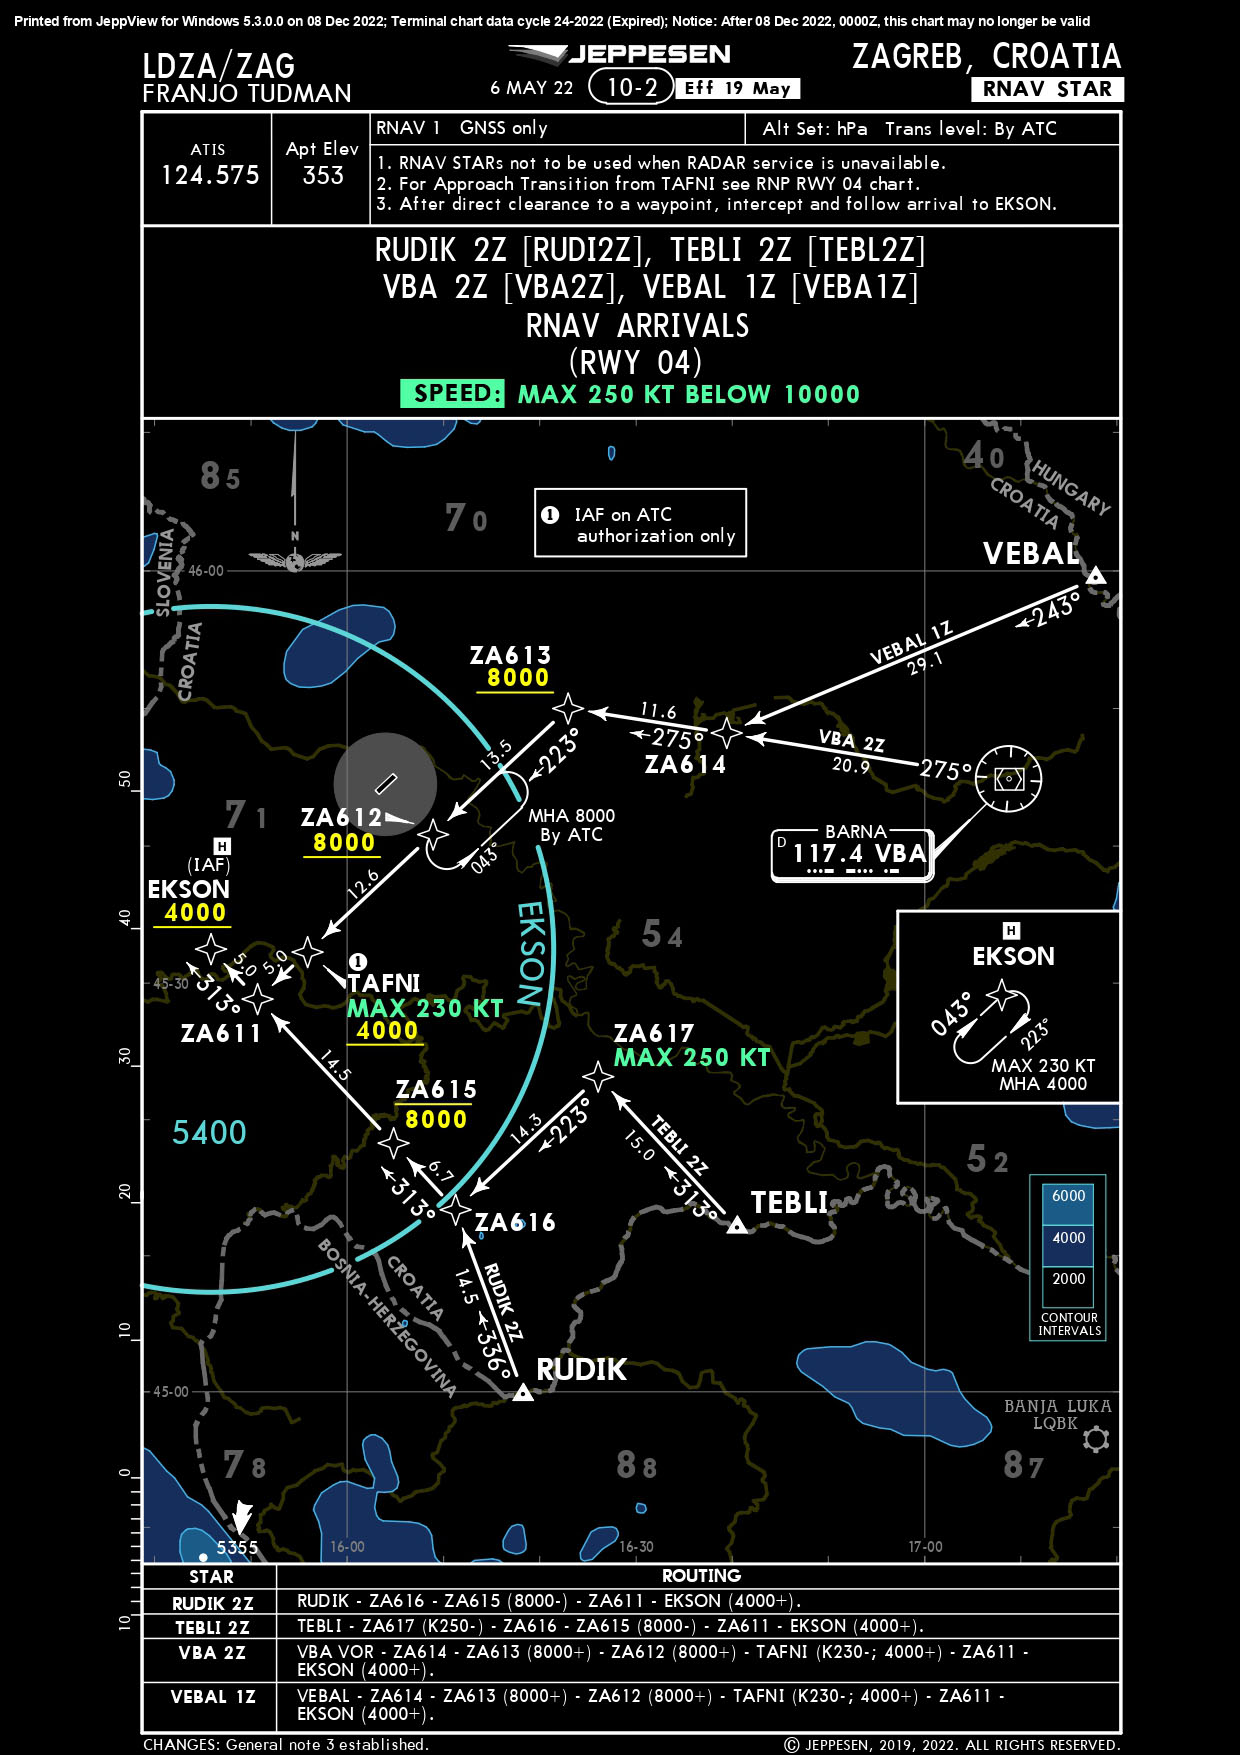 Printed from JeppView for Windows 5.3.0.0 on 08 Dec 2022; Terminal chart data cycle 24-2022 (Expired); Notice: After 08 Dec 2022, 0000Z, this chart may no longer be valid
LDZA/ZAG
FRANJO TUDMAN
JEPPESEN
6 MAY 22
10-2
Eff 19 May
ZAGREB, CROATIA
RNAV STAR
ATIS
124.575
Apt Elev
353
RNAV 1 GNSS only
Alt Set: hPa Trans level: By ATC
1. RNAV STARs not to be used when RADAR service is unavailable.
2. For Approach Transition from TAFNI see RNP RWY 04 chart.
3. After direct clearance to a waypoint, intercept and follow arrival to EKSON.
RUDIK 2Z [RUDI2Z], TEBLI 2Z [TEBL2Z]
VBA 2Z [VBA2Z], VEBAL 1Z [VEBA1Z]
RNAV ARRIVALS
(RWY 04)
SPEED: MAX 250 KT BELOW 10000
85
70
40
HUNGARY
CROATIA
1 IAF on ATC
authorization only
N
SLOVENIA
CROATIA
46-00
VEBAL
243°
VEBAL 1Z
29.1
ZA613
8000
11.6
275°
ZA614
VBA 2Z
20.9
275°
13.5
223°
50
71
ZA612
8000
MHA 8000
By ATC
043°
BARNA
D 117.4 VBA
H
(IAF)
EKSON
4000
12.6
40
EKSON
54
H
EKSON
043°
223°
MAX 230 KT
MHA 4000
5.0
5.0
313°
45-30
1
TAFNI
MAX 230 KT
4000
ZA611
ZA617
MAX 250 KT
30
14.5
ZA615
8000
5400
14.3
223°
TEBLI 2Z
15.0
313°
52
6.7
313°
20
TEBLI
ZA616
6000
4000
2000
CONTOUR
INTERVALS
BOSNIA-HERZEGOVINA
CROATIA
RUDIK 2Z
14.5
336°
10
RUDIK
45-00
BANJA LUKA
LQBK
78
88
87
0
5355
16-00
16-30
17-00
10
STAR
ROUTING
RUDIK 2Z
RUDIK - ZA616 - ZA615 (8000-) - ZA611 - EKSON (4000+).
TEBLI 2Z
TEBLI - ZA617 (K250-) - ZA616 - ZA615 (8000-) - ZA611 - EKSON (4000+).
VBA 2Z
VBA VOR - ZA614 - ZA613 (8000+) - ZA612 (8000+) - TAFNI (K230-; 4000+) - ZA611 -
EKSON (4000+).
VEBAL 1Z
VEBAL - ZA614 - ZA613 (8000+) - ZA612 (8000+) - TAFNI (K230-; 4000+) - ZA611 -
EKSON (4000+).
CHANGES: General note 3 established.
© JEPPESEN, 2019, 2022. ALL RIGHTS RESERVED.